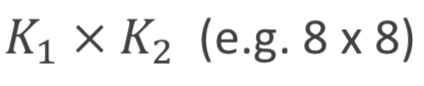 K₁ × K₂ (e.g. 8 x 8)